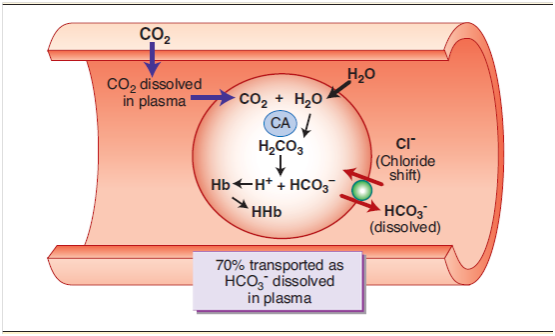 CO₂
CO₂ dissolved
in plasma
H₂O
CO₂ + H₂O
CA
H₂CO₃
Hb H⁺ + HCO₃⁻
HHb
Cl⁻
(Chloride
shift)
HCO₃⁻
(dissolved)
70% transported as
HCO₃⁻ dissolved
in plasma